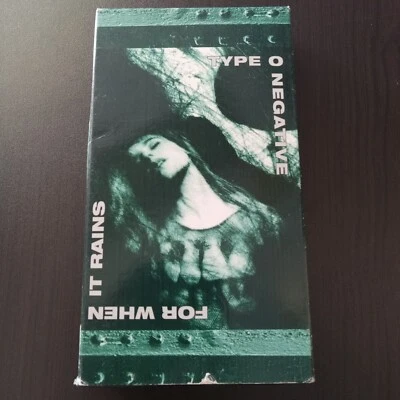 TYPE O
NEGATIVE
FOR WHEN
IT RAINS